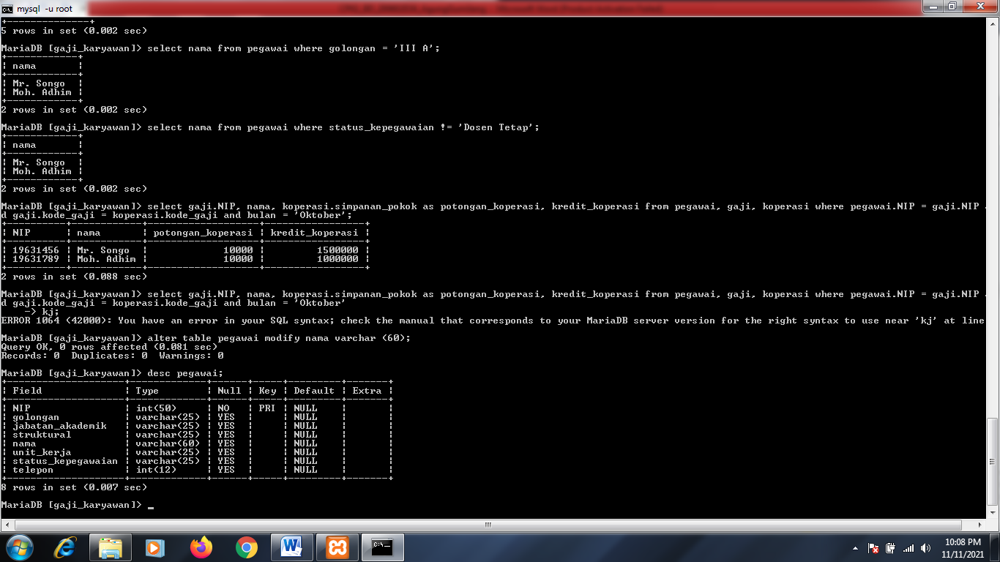 mysql -u root
+--------------+
5 rows in set (0.002 sec)
MariaDB [gaji_karyawan]> select nama from pegawai where golongan = 'III A';
+------------+
| nama       |
+------------+
| Mr. Songo  |
| Moh. Adhim |
+------------+
2 rows in set (0.002 sec)
MariaDB [gaji_karyawan]> select nama from pegawai where status_kepegawaian != 'Dosen Tetap';
+------------+
| nama       |
+------------+
| Mr. Songo  |
| Moh. Adhim |
+------------+
2 rows in set (0.002 sec)
MariaDB [gaji_karyawan]> select gaji.NIP, nama, koperasi.simpanan_pokok as potongan_koperasi, kredit_koperasi from pegawai, gaji, koperasi where pegawai.NIP = gaji.NIP
d gaji.kode_gaji = koperasi.kode_gaji and bulan = 'Oktober';
+----------+------------+-------------------+-----------------+
| NIP      | nama       | potongan_koperasi | kredit_koperasi |
+----------+------------+-------------------+-----------------+
| 19631456 | Mr. Songo  |             10000 |         1500000 |
| 19631789 | Moh. Adhim |             10000 |         1000000 |
+----------+------------+-------------------+-----------------+
2 rows in set (0.088 sec)
MariaDB [gaji_karyawan]> select gaji.NIP, nama, koperasi.simpanan_pokok as potongan_koperasi, kredit_koperasi from pegawai, gaji, koperasi where pegawai.NIP = gaji.NIP
d gaji.kode_gaji = koperasi.kode_gaji and bulan = 'Oktober'
    -> kj;
ERROR 1064 (42000): You have an error in your SQL syntax; check the manual that corresponds to your MariaDB server version for the right syntax to use near 'kj' at line
MariaDB [gaji_karyawan]> alter table pegawai modify nama varchar (60);
Query OK, 0 rows affected (0.081 sec)
Records: 0  Duplicates: 0  Warnings: 0
MariaDB [gaji_karyawan]> desc pegawai;
+--------------------+-------------+------+-----+---------+-------+
| Field              | Type        | Null | Key | Default | Extra |
+--------------------+-------------+------+-----+---------+-------+
| NIP                | int(50)     | NO   | PRI | NULL    |       |
| golongan           | varchar(25) | YES  |     | NULL    |       |
| jabatan_akademik   | varchar(25) | YES  |     | NULL    |       |
| struktural         | varchar(25) | YES  |     | NULL    |       |
| nama               | varchar(60) | YES  |     | NULL    |       |
| unit_kerja         | varchar(25) | YES  |     | NULL    |       |
| status_kepegawaian | varchar(25) | YES  |     | NULL    |       |
| telepon            | int(12)     | YES  |     | NULL    |       |
+--------------------+-------------+------+-----+---------+-------+
8 rows in set (0.007 sec)
MariaDB [gaji_karyawan]> _
10:08 PM
11/11/2021